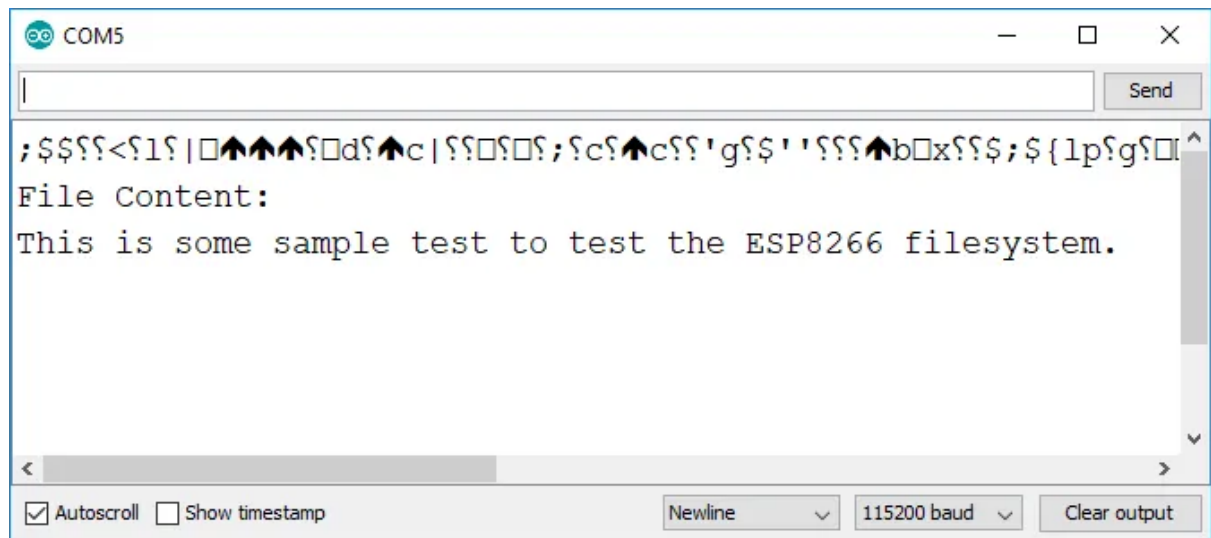 COM5
Send
;$$⸮⸮<⸮l⸮|□🡅🡅🡅⸮□d⸮🡅c|⸮⸮□⸮□⸮;⸮c⸮🡅c⸮⸮'g⸮$''⸮⸮⸮🡅b□x⸮⸮$;${lp⸮g⸮□
File Content:
This is some sample test to test the ESP8266 filesystem.
Autoscroll Show timestamp Newline 115200 baud Clear output